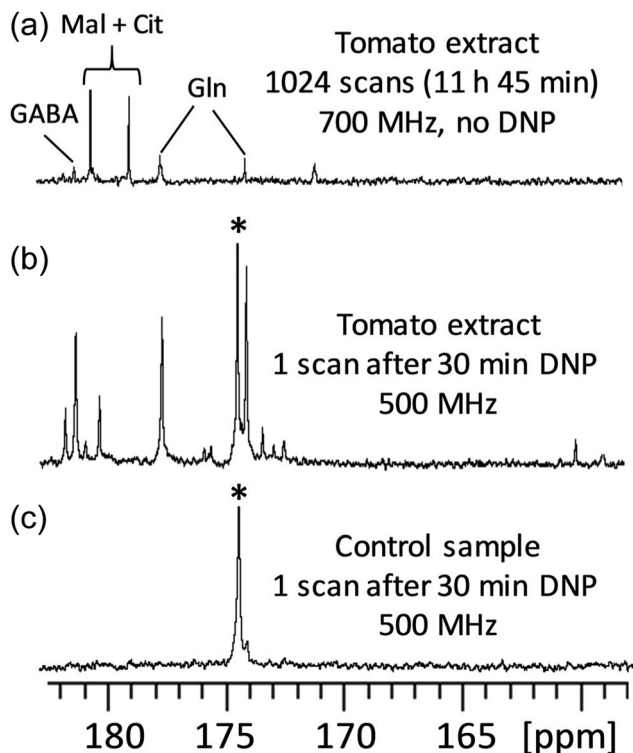 (a)
Mal + Cit
GABA
Gln
Tomato extract
1024 scans (11 h 45 min)
700 MHz, no DNP
(b)
*
Tomato extract
1 scan after 30 min DNP
500 MHz
(c)
*
Control sample
1 scan after 30 min DNP
500 MHz
180 175 170 165 [ppm]